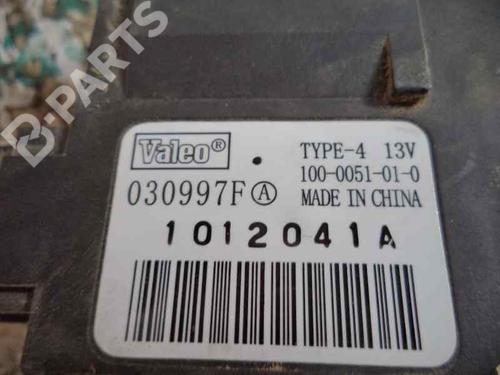 B-PARTS
Valeo® TYPE-4 13V
100-0051-01-0
030997F Ⓐ MADE IN CHINA
1012041A